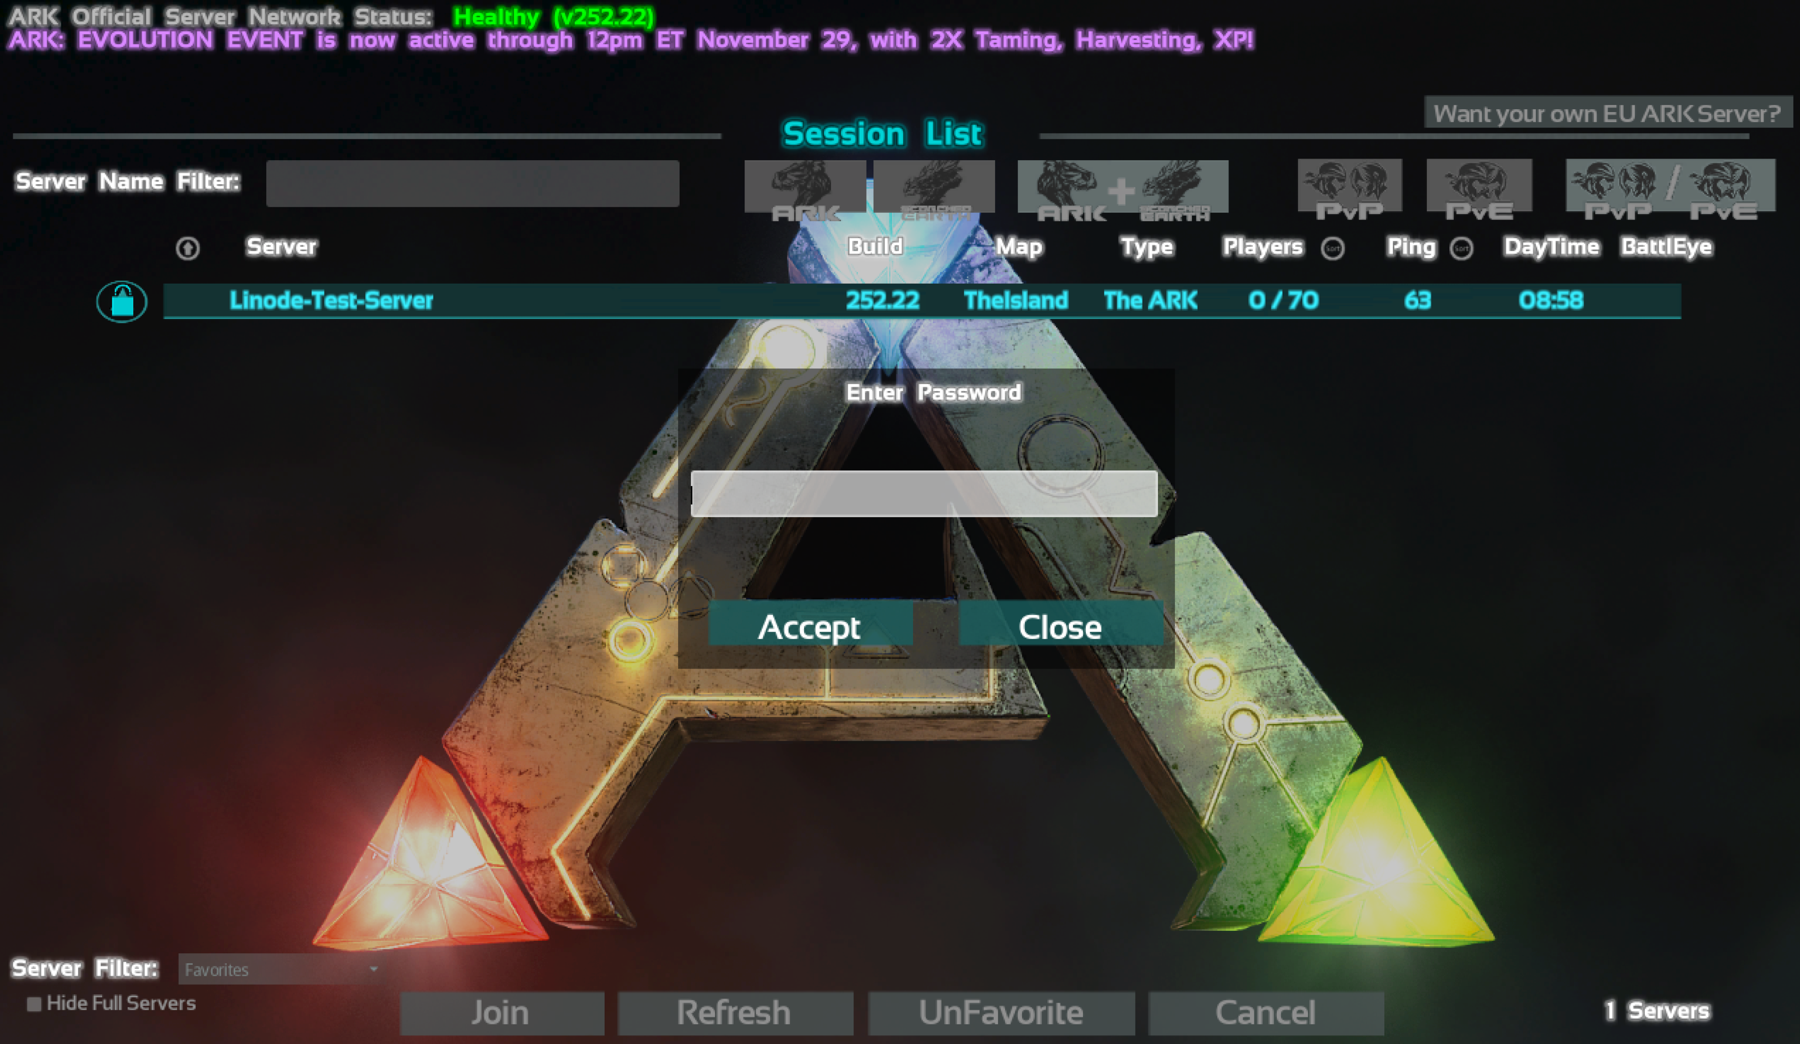 ARK Official Server Network Status: Healthy (v252.22)
ARK: EVOLUTION EVENT is now active through 12pm ET November 29, with 2X Taming, Harvesting, XP!
Want your own EU ARK Server?
Session List
Server Name Filter:
ARK SCORCHED EARTH ARK + SCORCHED EARTH PvP PvE PvP / PvE
Server Build Map Type Players Sort Ping Sort DayTime BattlEye
Linode-Test-Server 252.22 TheIsland The ARK 0 / 70 63 08:58
Enter Password
Accept Close
Server Filter: Favorites
Hide Full Servers
Join Refresh UnFavorite Cancel
1 Servers